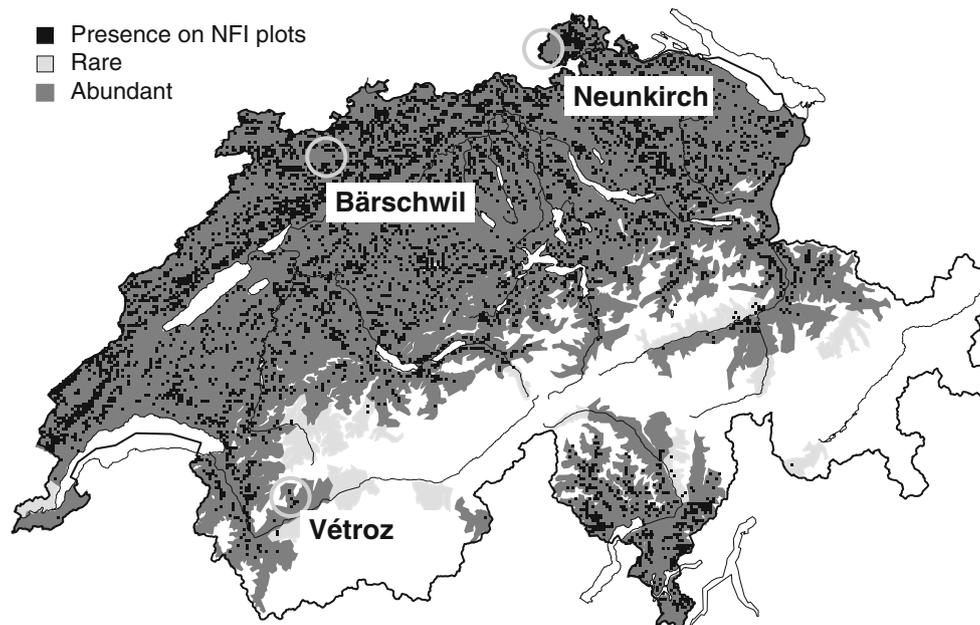 Presence on NFI plots
Rare
Abundant
Neunkirch
Bärschwil
Vétroz